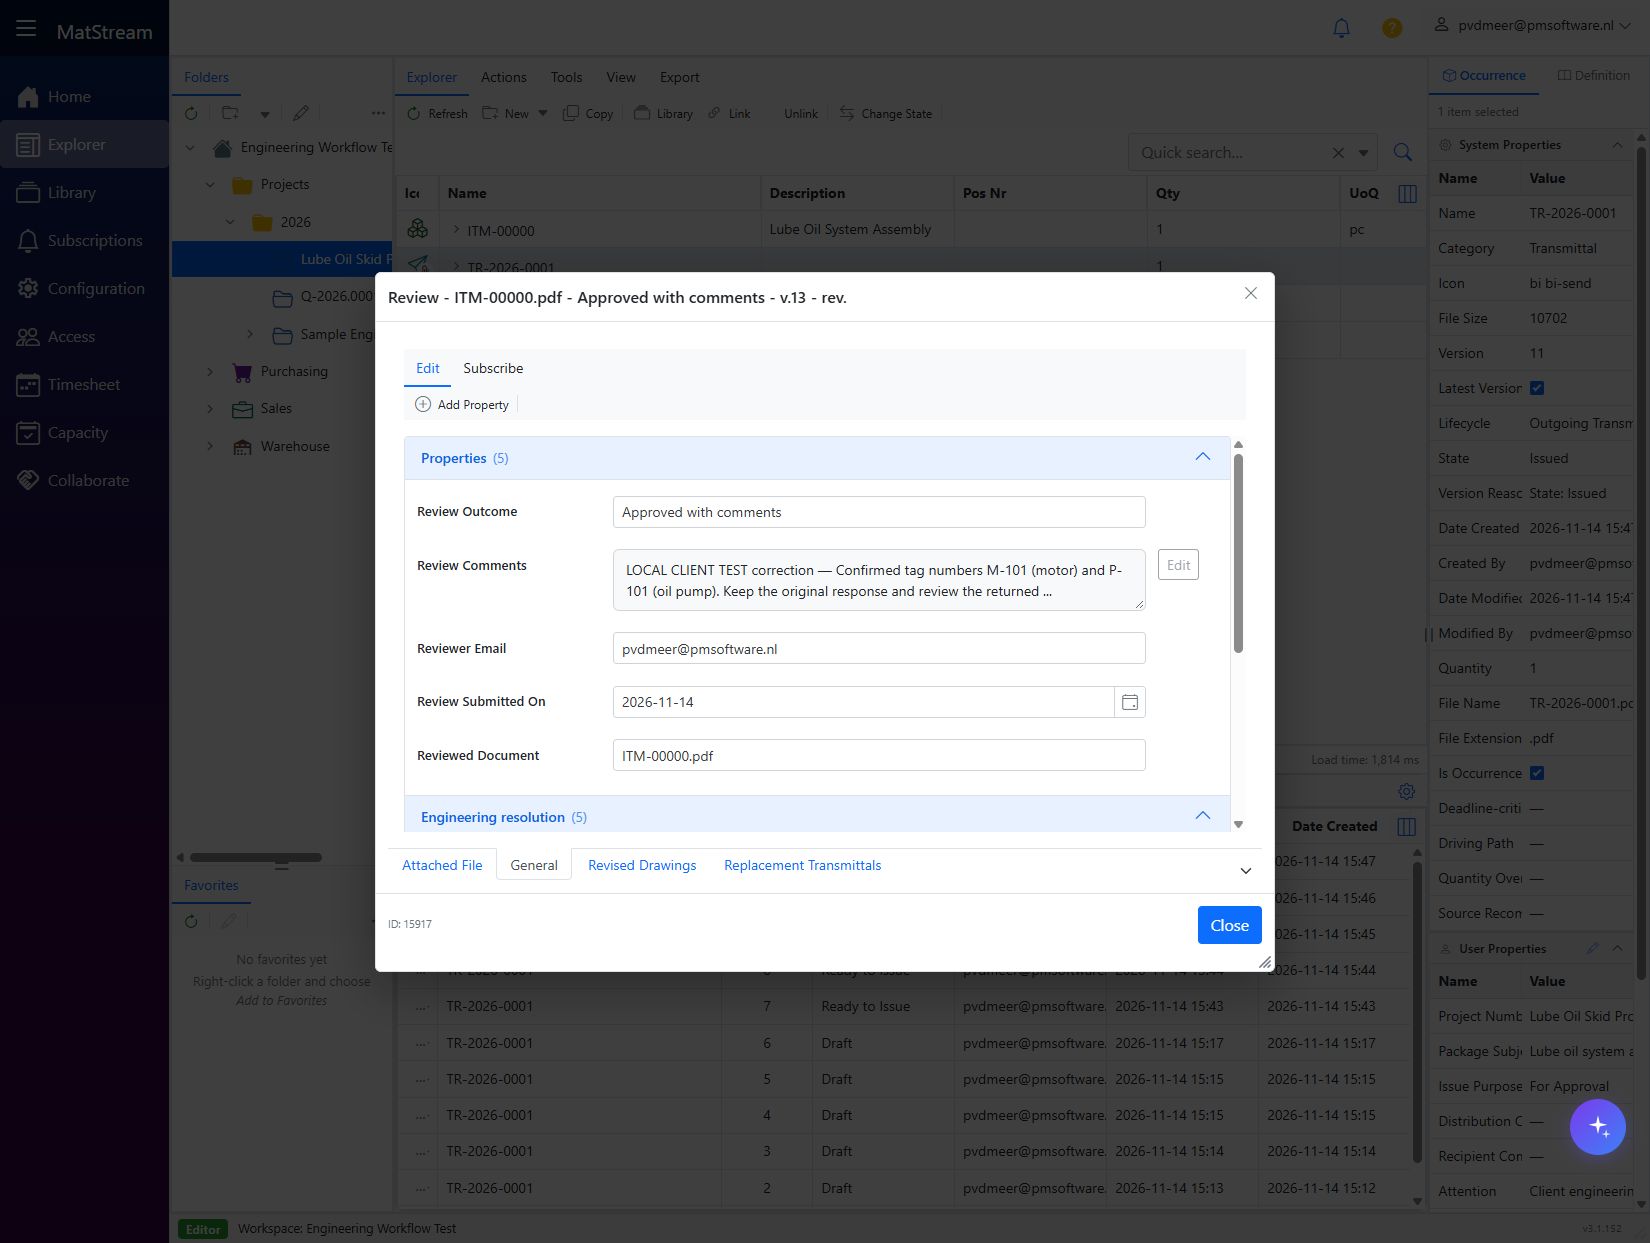 MatStream
pvdmeer@pmsoftware.nl
Home
Explorer
Library
Subscriptions
Configuration
Access
Timesheet
Capacity
Collaborate
Folders
Engineering Workflow Te
Projects
2026
Lube Oil Skid P
Q-2026.000
Sample Eng
Purchasing
Sales
Warehouse
Favorites
No favorites yet
Right-click a folder and choose
Add to Favorites
Explorer Actions Tools View Export
Refresh New Copy Library Link Unlink Change State
Quick search...
Ico Name Description Pos Nr Qty UoQ
ITM-00000 Lube Oil System Assembly 1 pc
TR-2026-0001 1
Review - ITM-00000.pdf - Approved with comments - v.13 - rev.
Edit Subscribe
Add Property
Properties (5)
Review Outcome Approved with comments
Review Comments LOCAL CLIENT TEST correction — Confirmed tag numbers M-101 (motor) and P-
101 (oil pump). Keep the original response and review the returned ...
Edit
Reviewer Email pvdmeer@pmsoftware.nl
Review Submitted On 2026-11-14
Reviewed Document ITM-00000.pdf
Engineering resolution (5)
Attached File General Revised Drawings Replacement Transmittals
ID: 15917 Close
Load time: 1,814 ms
Date Created
026-11-14 15:47
026-11-14 15:46
026-11-14 15:45
2026-11-14 15:44
TR-2026-0001 7 Ready to Issue pvdmeer@pmsoftware. 2026-11-14 15:43 2026-11-14 15:43
TR-2026-0001 6 Draft pvdmeer@pmsoftware. 2026-11-14 15:17 2026-11-14 15:17
TR-2026-0001 5 Draft pvdmeer@pmsoftware. 2026-11-14 15:15 2026-11-14 15:15
TR-2026-0001 4 Draft pvdmeer@pmsoftware. 2026-11-14 15:15 2026-11-14 15:15
TR-2026-0001 3 Draft pvdmeer@pmsoftware. 2026-11-14 15:14 2026-11-14 15:14
TR-2026-0001 2 Draft pvdmeer@pmsoftware. 2026-11-14 15:13 2026-11-14 15:12
Occurrence Definition
1 item selected
System Properties
Name Value
Name TR-2026-0001
Category Transmittal
Icon bi bi-send
File Size 10702
Version 11
Latest Version
Lifecycle Outgoing Transm
State Issued
Version Reasc State: Issued
Date Created 2026-11-14 15:47
Created By pvdmeer@pmso
Date Modified 2026-11-14 15:47
Modified By pvdmeer@pmso
Quantity 1
File Name TR-2026-0001.pd
File Extension .pdf
Is Occurrence
Deadline-criti —
Driving Path —
Quantity Over —
Source Recom —
User Properties
Name Value
Project Numb Lube Oil Skid Pro
Package Subj Lube oil system a
Issue Purpose For Approval
Distribution C —
Recipient Con —
Attention Client engineerin
Editor Workspace: Engineering Workflow Test
v3.1.152